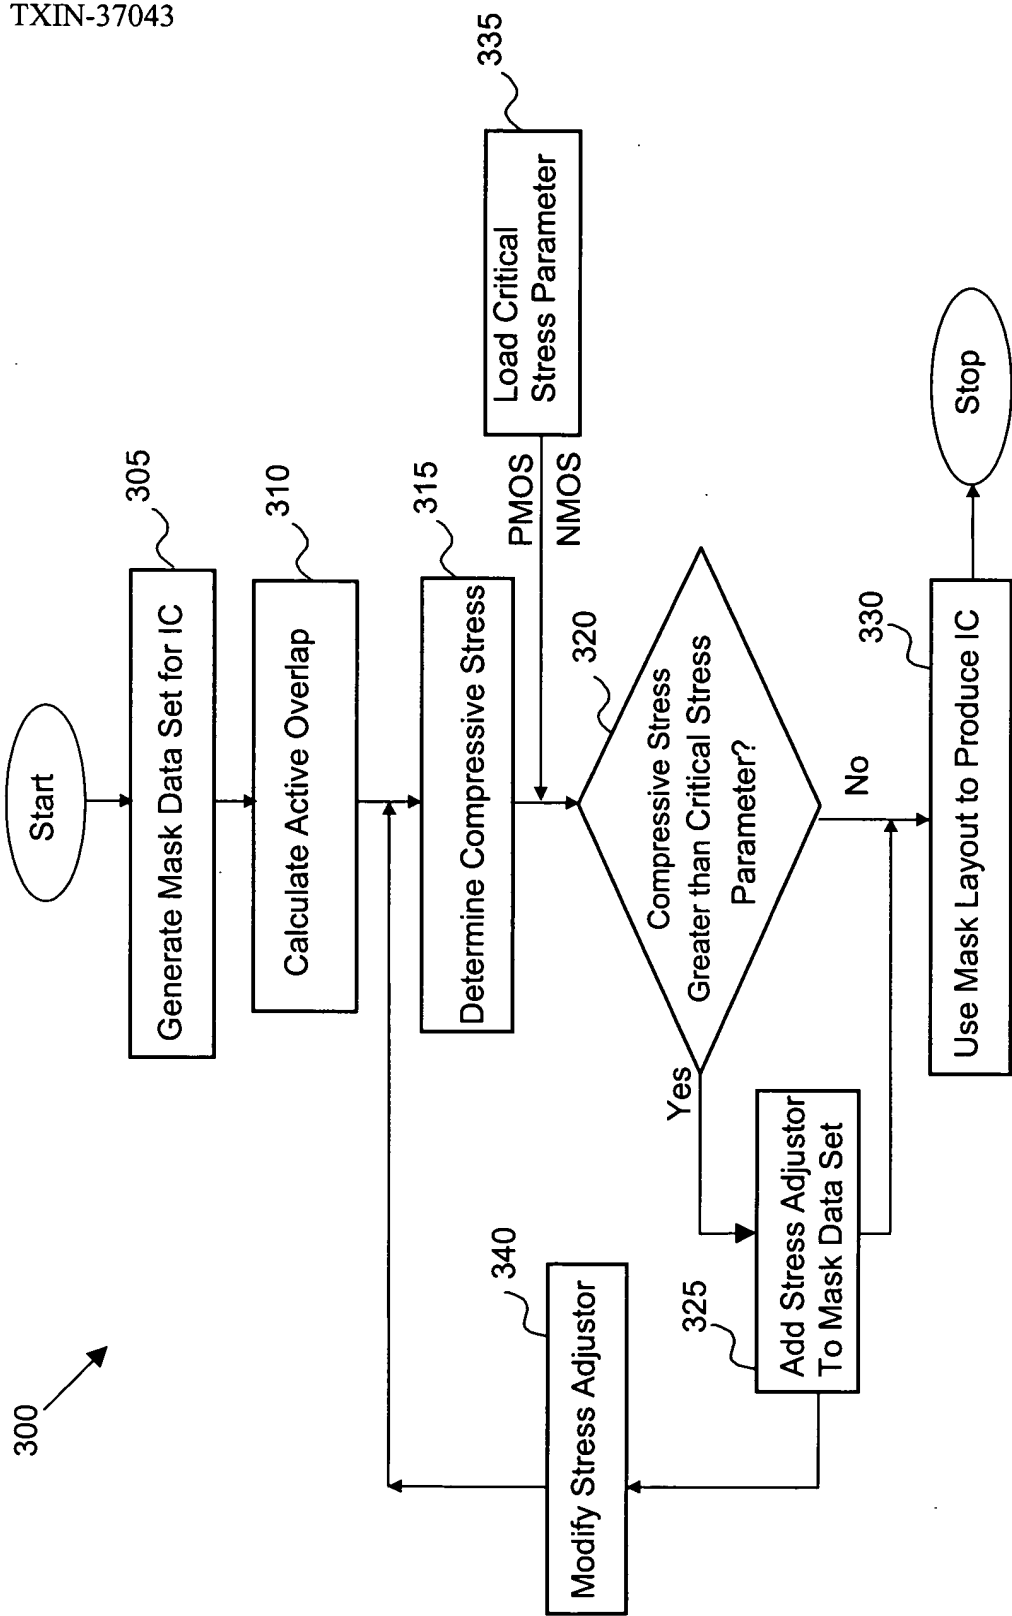 TXIN-37043
300
Start
Generate Mask Data Set for IC
305
Calculate Active Overlap
310
Determine Compressive Stress
315
Load Critical
Stress Parameter
335
PMOS
NMOS
Compressive Stress
Greater than Critical Stress
Parameter?
320
Yes
No
Add Stress Adjustor
To Mask Data Set
325
Modify Stress Adjustor
340
Use Mask Layout to Produce IC
330
Stop